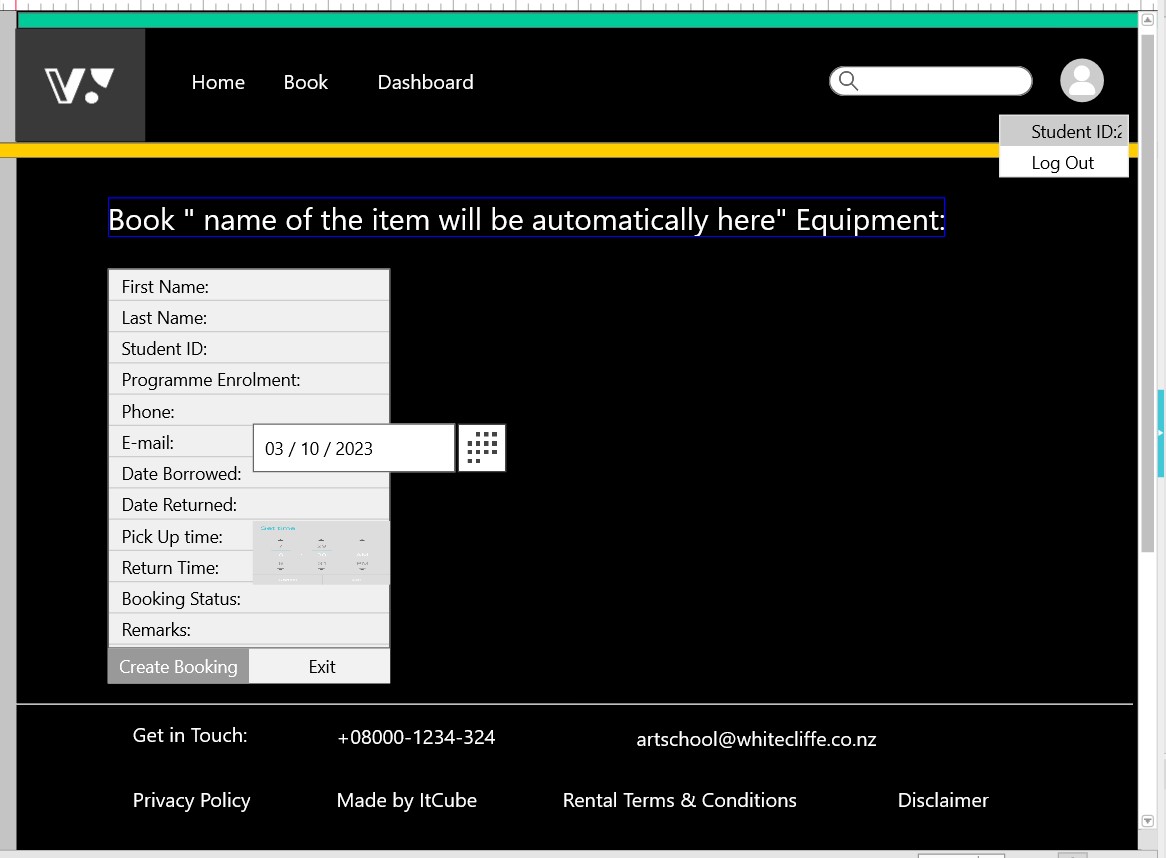 Home Book Dashboard
Student ID:2
Log Out
Book " name of the item will be automatically here" Equipment:
First Name:
Last Name:
Student ID:
Programme Enrolment:
Phone:
E-mail:
03 / 10 / 2023
Date Borrowed:
Date Returned:
Set time
Pick Up time:
AM
PM
Return Time:
Booking Status:
Remarks:
Create Booking Exit
Get in Touch: +08000-1234-324 artschool@whitecliffe.co.nz
Privacy Policy Made by ItCube Rental Terms & Conditions Disclaimer